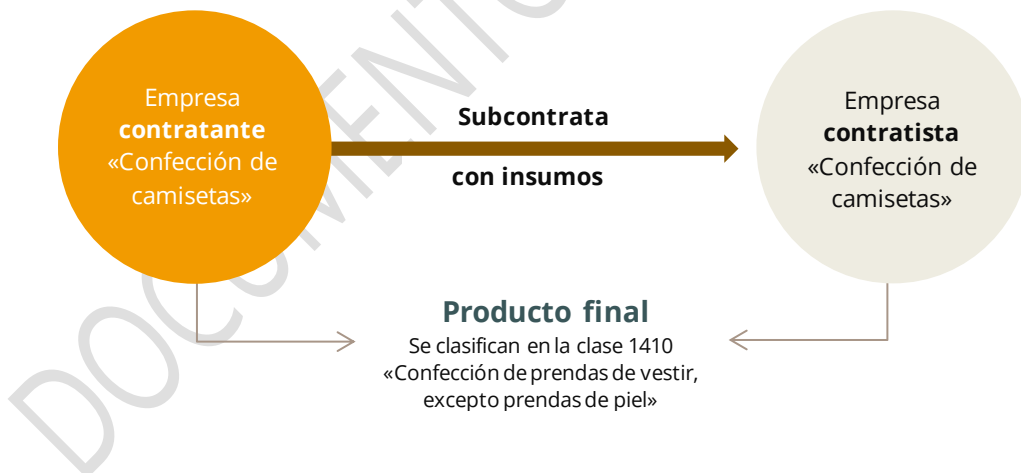 Empresa
contratante
«Confección de
camisetas»
Subcontrata
con insumos
Empresa
contratista
«Confección de
camisetas»
Producto final
Se clasifican en la clase 1410
«Confección de prendas de vestir,
excepto prendas de piel»
DOCUMENTO